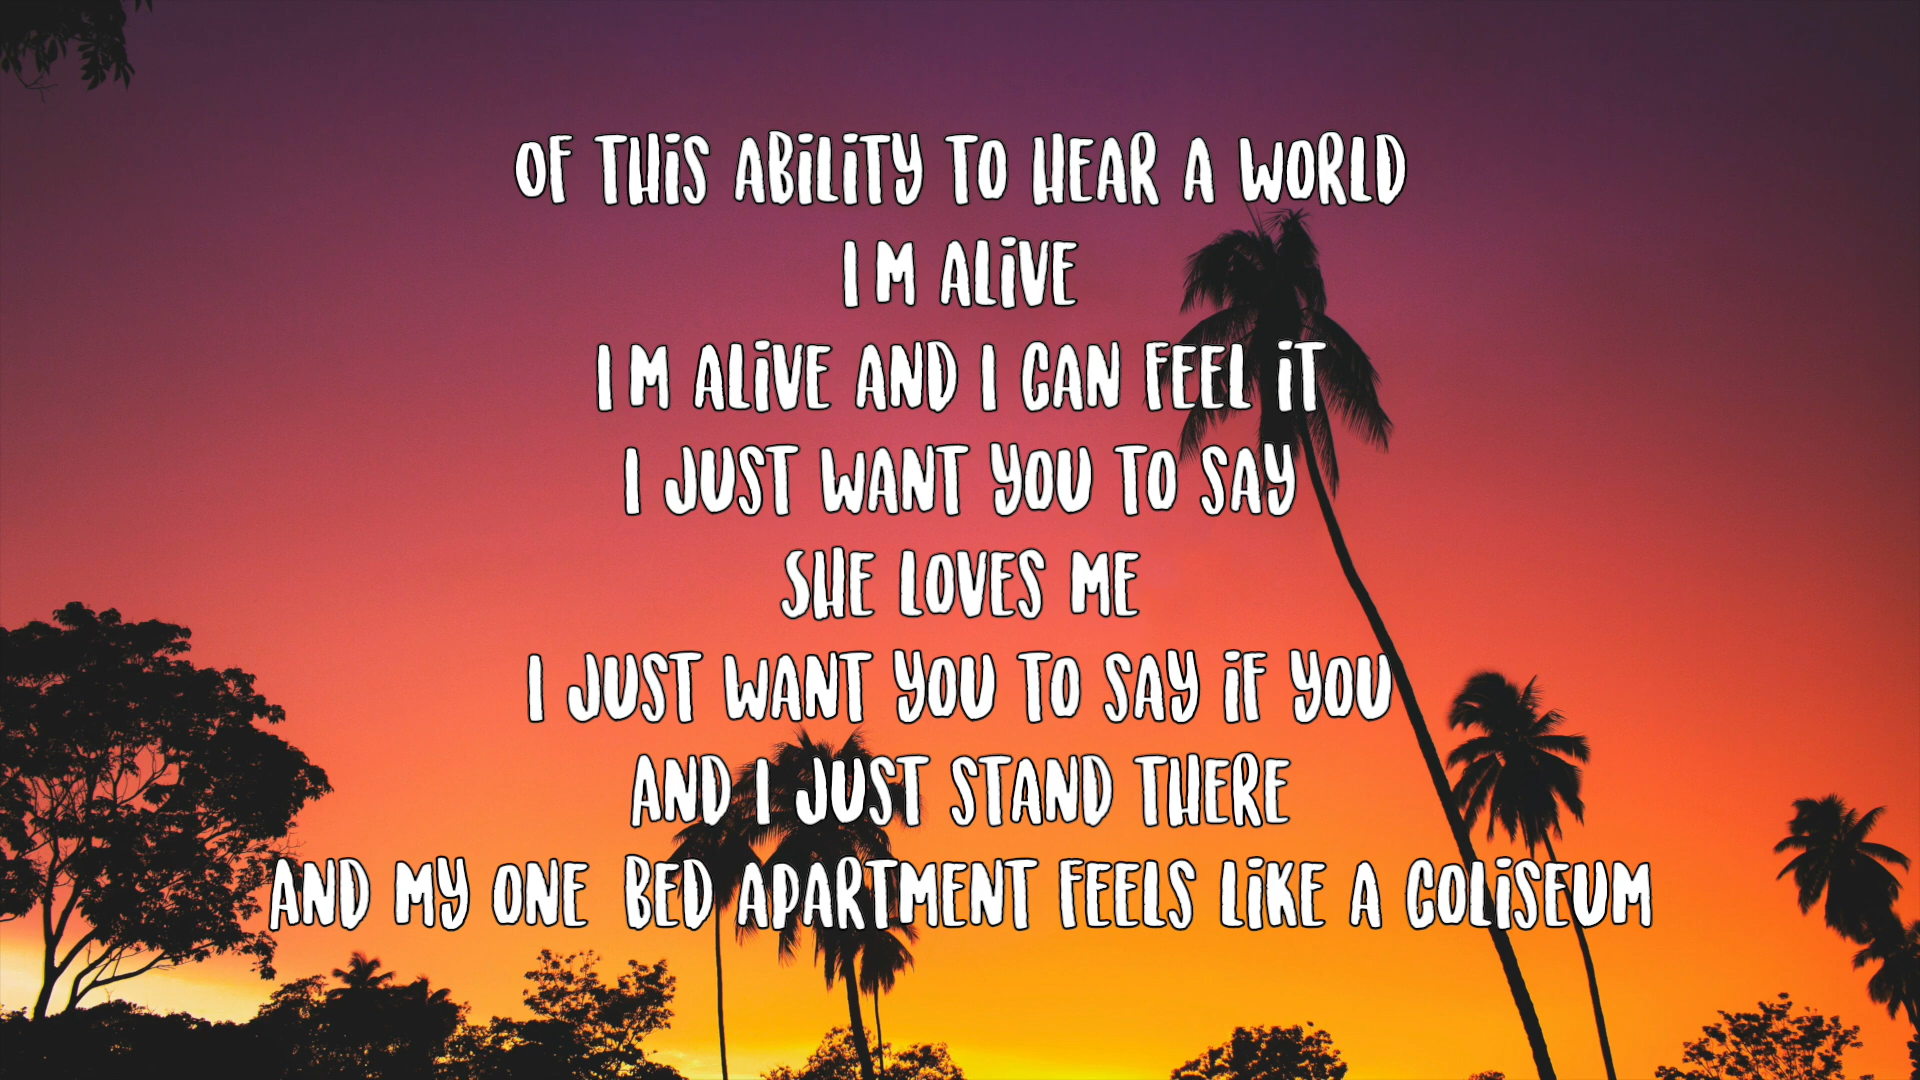 OF THIS ABILITY TO HEAR A WORLD
I M ALIVE
I M ALIVE AND I CAN FEEL IT
I JUST WANT YOU TO SAY
SHE LOVES ME
I JUST WANT YOU TO SAY IF YOU
AND I JUST STAND THERE
AND MY ONE BED APARTMENT FEELS LIKE A COLISEUM